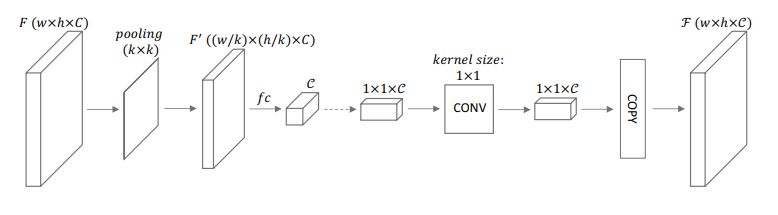 F (w×h×C)
pooling
(k×k)
F′ ((w/k)×(h/k)×C)
fc
𝒞
1×1×𝒞
kernel size:
1×1
CONV
1×1×𝒞
COPY
ℱ (w×h×𝒞)